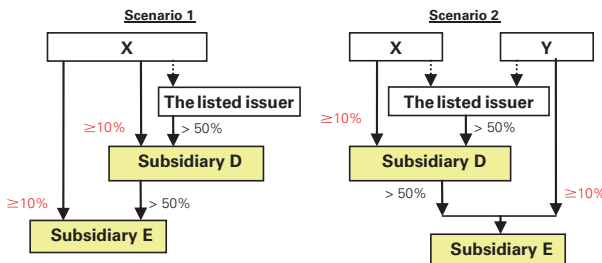 Scenario 1
X
The listed issuer
≥10%
> 50%
Subsidiary D
≥10%
> 50%
Subsidiary E
Scenario 2
X
Y
The listed issuer
≥10%
> 50%
Subsidiary D
> 50%
≥10%
Subsidiary E